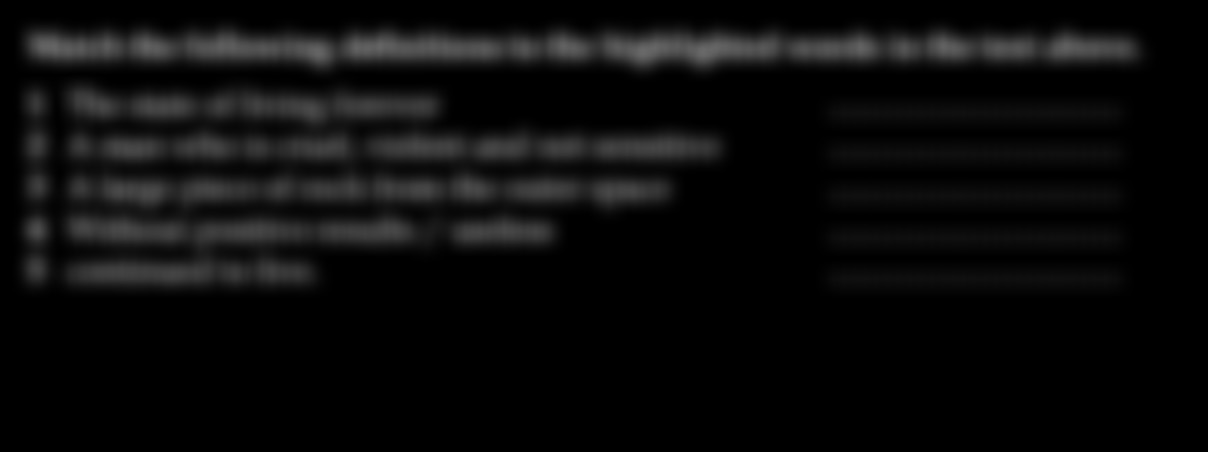 Match the following definitions to the highlighted words in the text above.
1 The state of living forever
2 A man who is cruel, violent and not sensitive
3 A large piece of rock from the outer space
4 Without positive results / useless
5 continued to live.